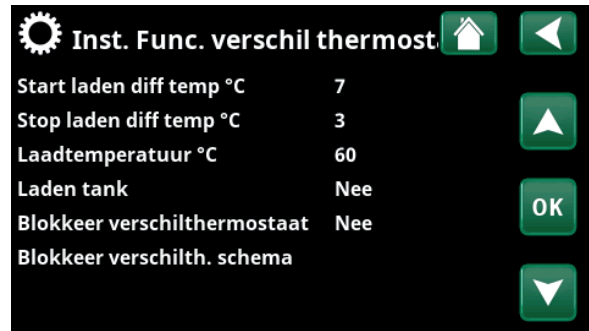 Inst. Func. verschil thermost
Start laden diff temp °C 7
Stop laden diff temp °C 3
Laadtemperatuur °C 60
Laden tank Nee
Blokkeer verschilthermostaat Nee
OK
Blokkeer verschilth. schema